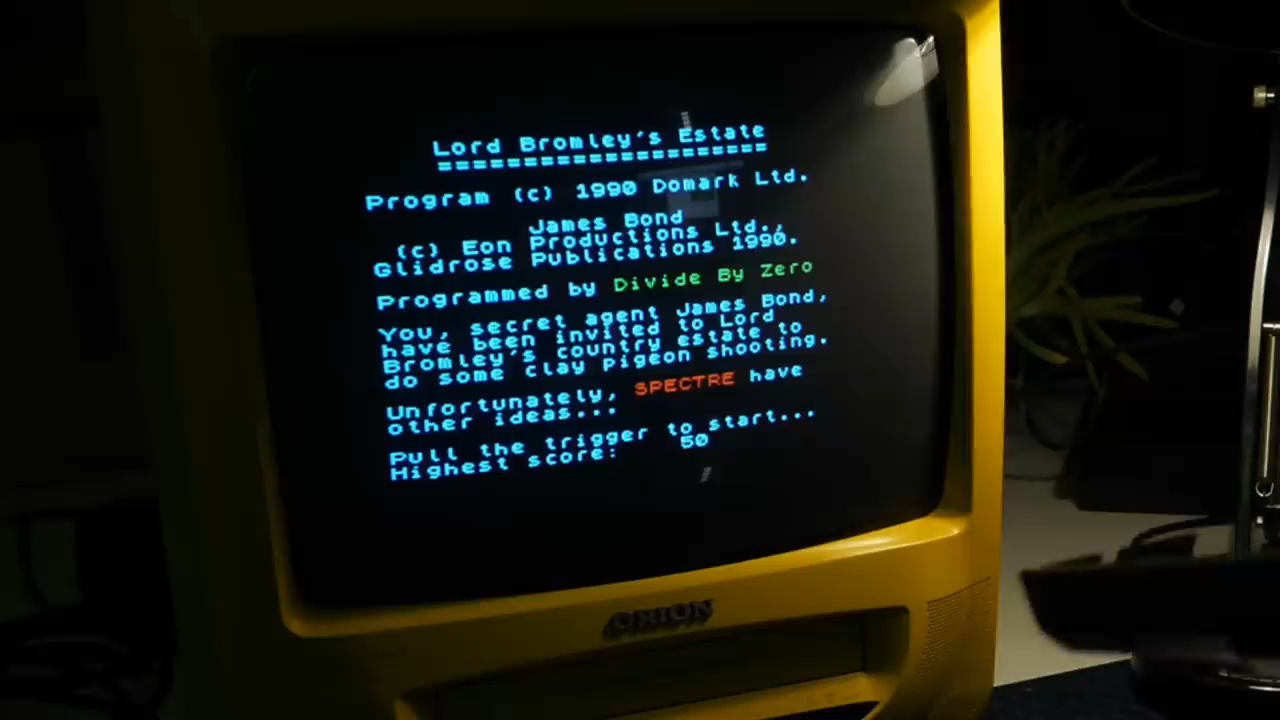 Lord Bromley's Estate
=====================
Program (c) 1990 Domark Ltd.
James Bond
(c) Eon Productions Ltd.,
Glidrose Publications 1990.
Programmed by Divide By Zero
You, secret agent James Bond,
have been invited to Lord
Bromley's country estate to
do some clay pigeon shooting.
Unfortunately, SPECTRE have
other ideas...
Pull the trigger to start...
Highest score: 50
ORION